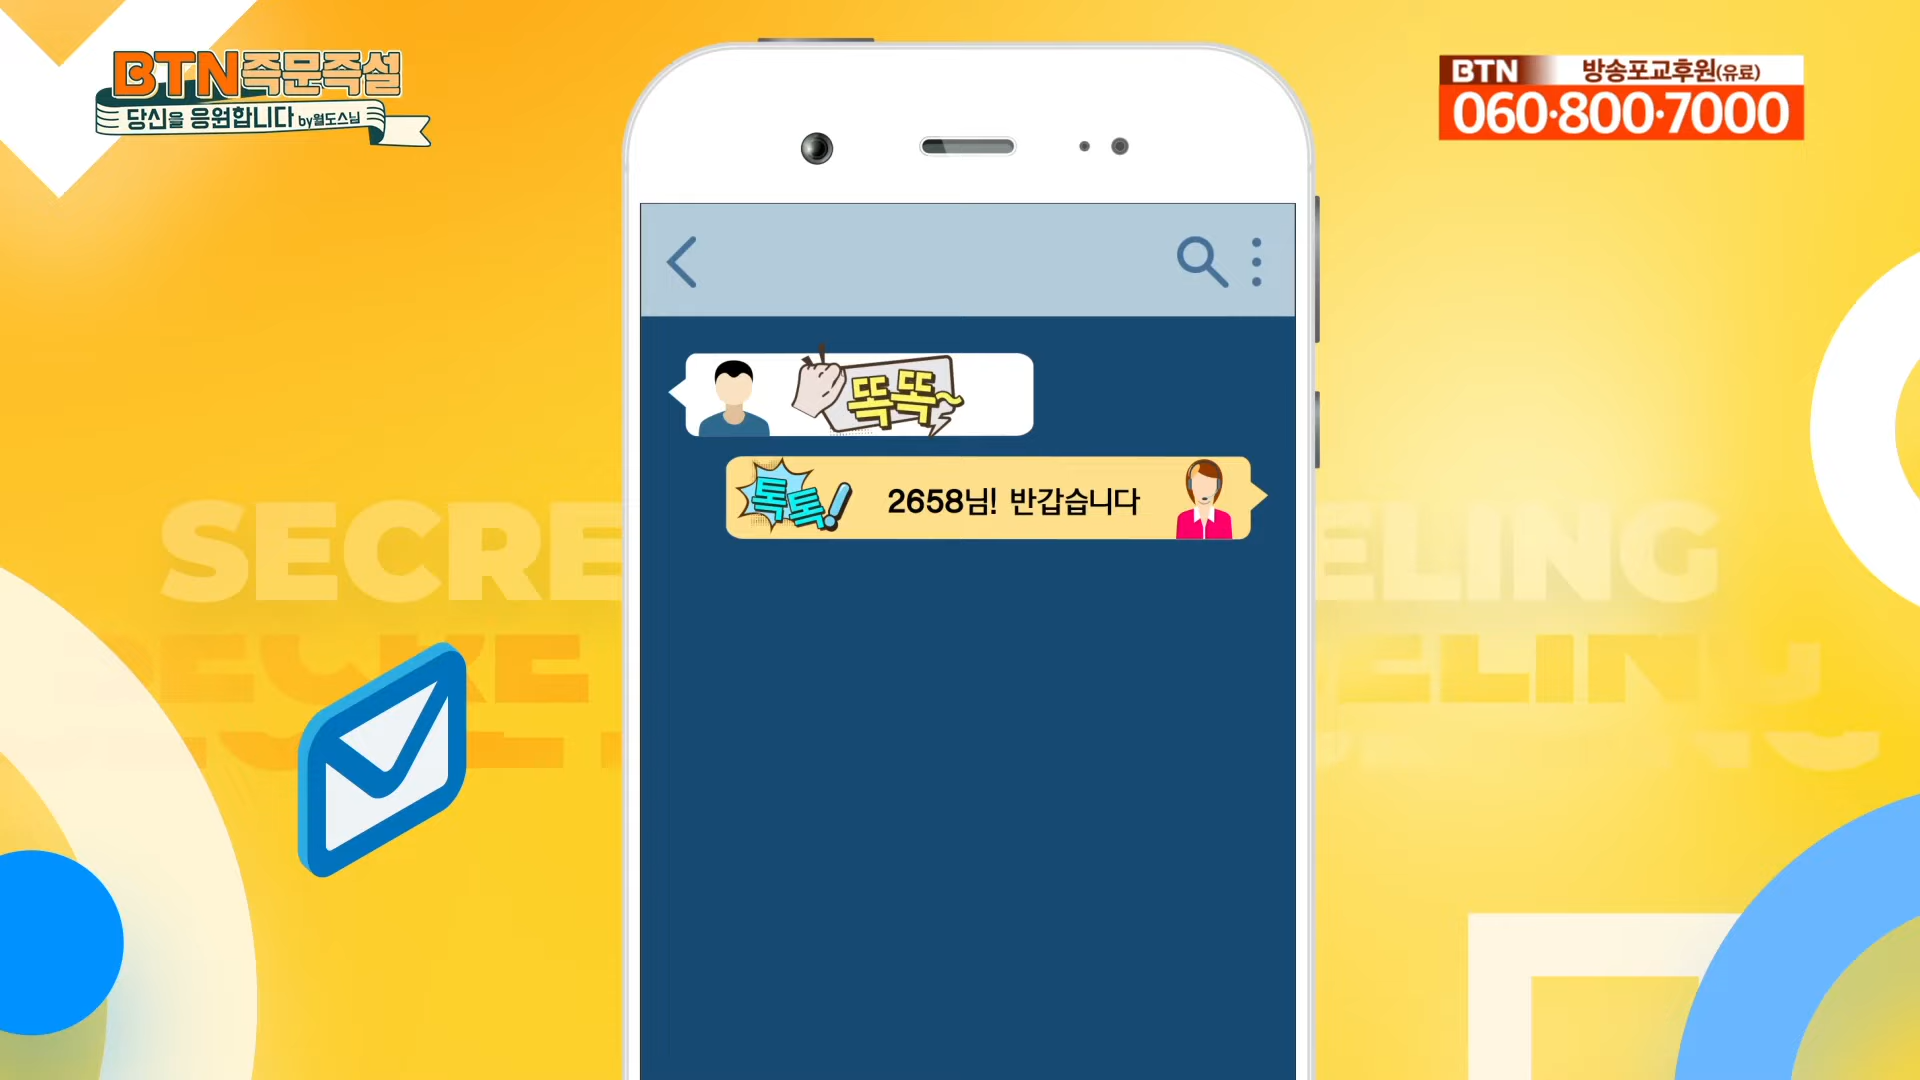 BTN즉문즉설
당신을 응원합니다 by월도스님
BTN 방송포교후원(유료)
060·800·7000
똑똑~
톡톡! 2658님! 반갑습니다
SECRE
ELING